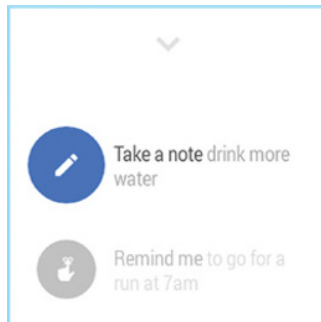 Take a note drink more
water
Remind me to go for a
run at 7am